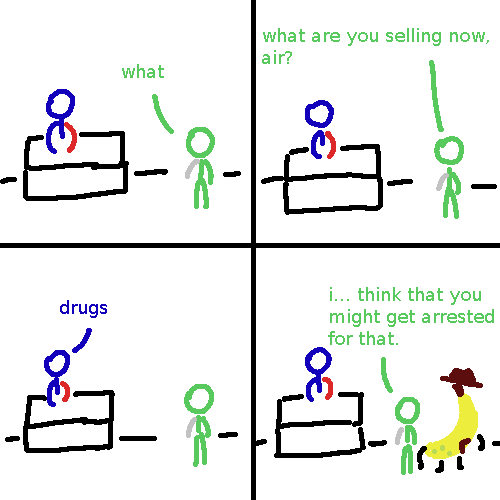 what
what are you selling now,
air?
drugs
i... think that you
might get arrested
for that.